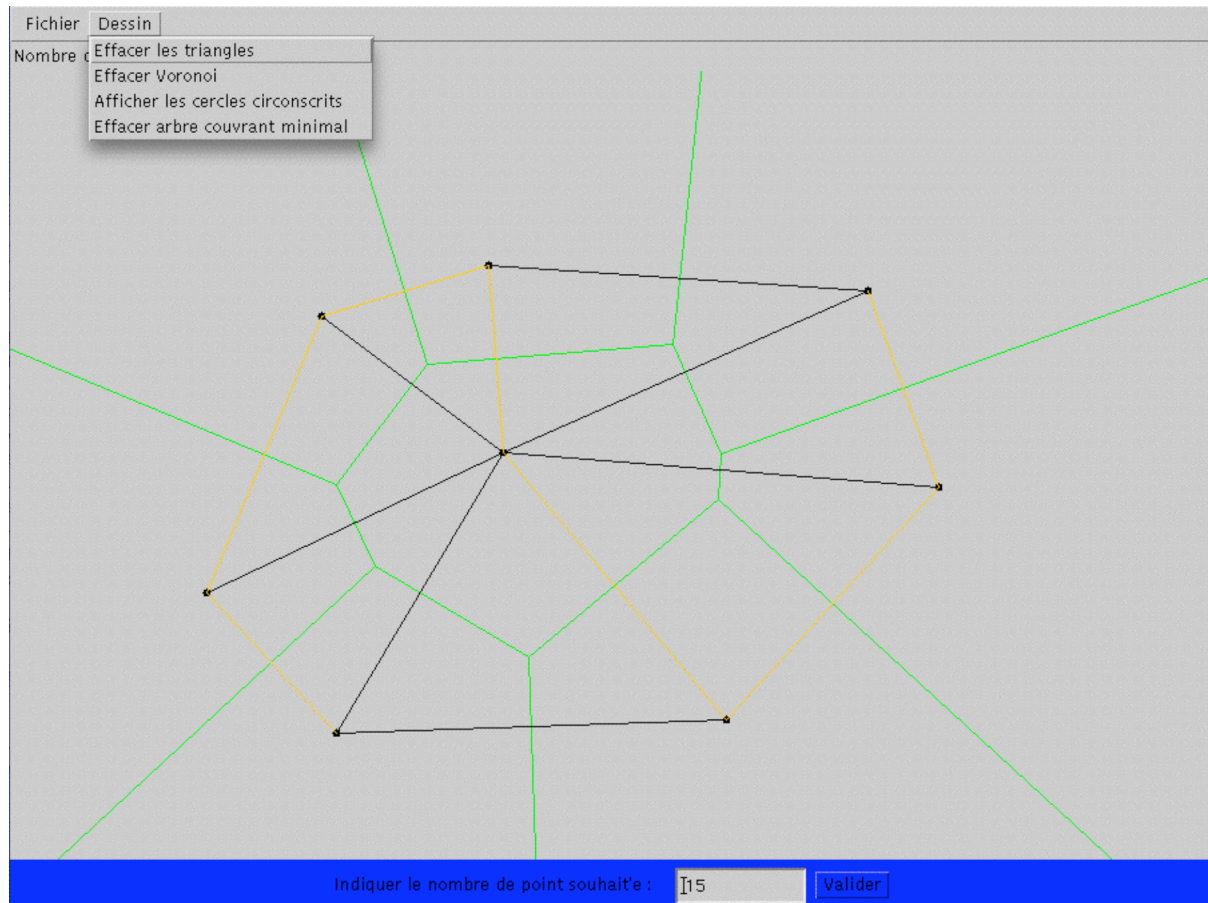 Fichier Dessin
Nombre
Effacer les triangles
Effacer Voronoi
Afficher les cercles circonscrits
Effacer arbre couvrant minimal
Indiquer le nombre de point souhait'e : 15 Valider